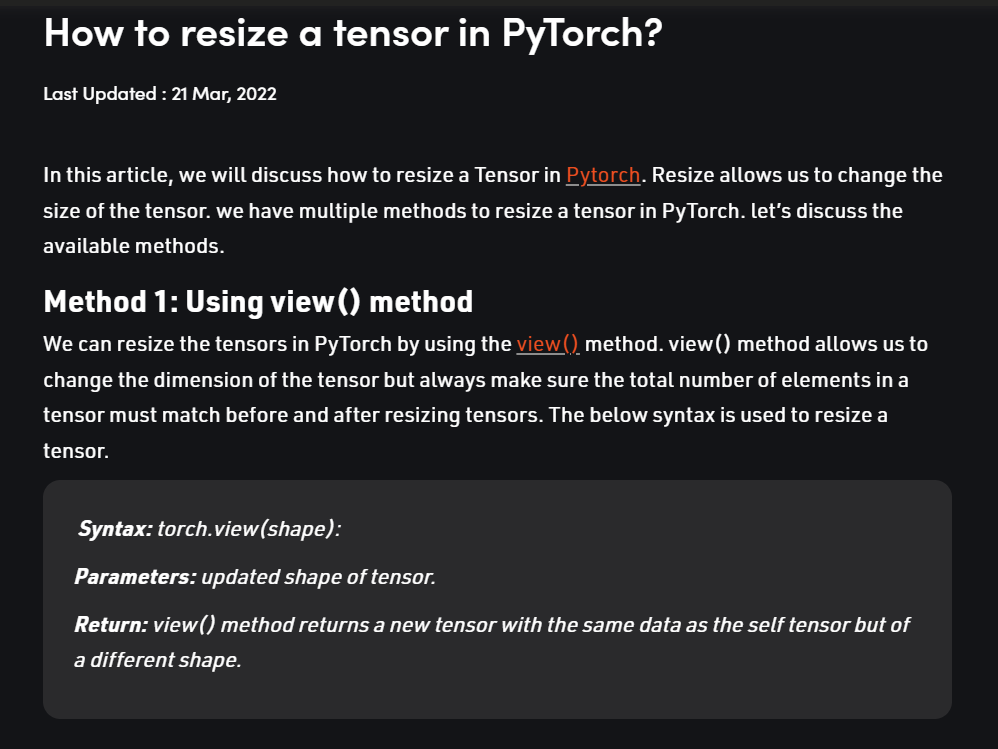 How to resize a tensor in PyTorch?
Last Updated : 21 Mar, 2022
In this article, we will discuss how to resize a Tensor in Pytorch. Resize allows us to change the
size of the tensor. we have multiple methods to resize a tensor in PyTorch. let’s discuss the
available methods.
Method 1: Using view() method
We can resize the tensors in PyTorch by using the view() method. view() method allows us to
change the dimension of the tensor but always make sure the total number of elements in a
tensor must match before and after resizing tensors. The below syntax is used to resize a
tensor.
Syntax: torch.view(shape):
Parameters: updated shape of tensor.
Return: view() method returns a new tensor with the same data as the self tensor but of
a different shape.